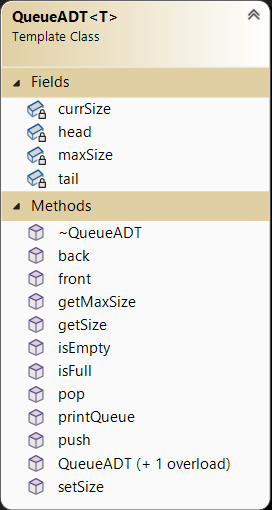 QueueADT<T>
Template Class
Fields
currSize
head
maxSize
tail
Methods
~QueueADT
back
front
getMaxSize
getSize
isEmpty
isFull
pop
printQueue
push
QueueADT (+ 1 overload)
setSize